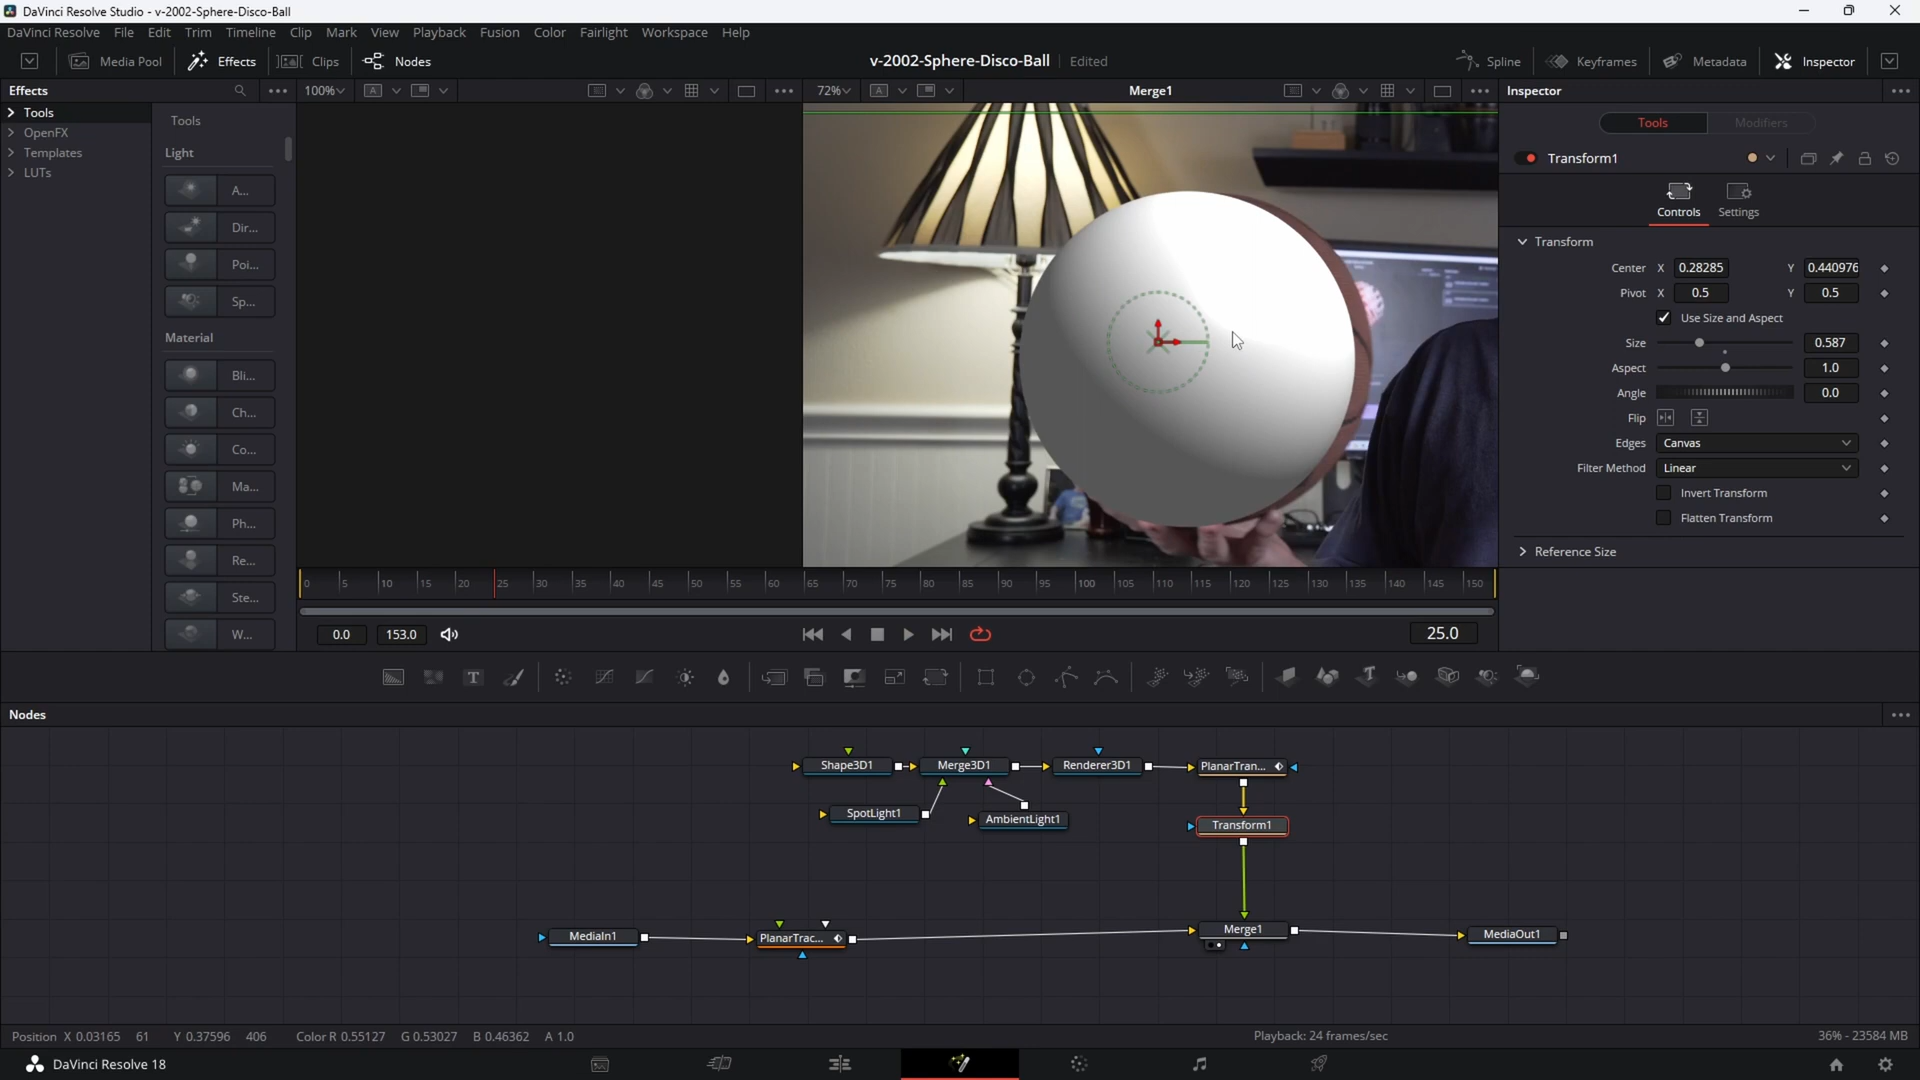 DaVinci Resolve Studio - v-2002-Sphere-Disco-Ball
DaVinci Resolve File Edit Trim Timeline Clip Mark View Playback Fusion Color Fairlight Workspace Help
Media Pool Effects Clips Nodes v-2002-Sphere-Disco-Ball Edited Spline Keyframes Metadata Inspector
Effects 100% A 72% A Merge1 Inspector
Tools
OpenFX
Templates
LUTs
Tools
Light
A...
Dir...
Poi...
Sp...
Material
Bli...
Ch...
Co...
Ma...
Ph...
Re...
Ste...
W...
Tools Modifiers
Transform1
Controls Settings
Transform
Center X 0.28285 Y 0.440976
Pivot X 0.5 Y 0.5
Use Size and Aspect
Size 0.587
Aspect 1.0
Angle 0.0
Flip
Edges Canvas
Filter Method Linear
Invert Transform
Flatten Transform
Reference Size
0 5 10 15 20 25 30 35 40 45 50 55 60 65 70 75 80 85 90 95 100 105 110 115 120 125 130 135 140 145 150
0.0 153.0 25.0
T
Nodes
Shape3D1 Merge3D1 Renderer3D1 PlanarTran...
SpotLight1 AmbientLight1 Transform1
MediaIn1 PlanarTrac... Merge1 MediaOut1
Position X 0.03165 61 Y 0.37596 406 Color R 0.55127 G 0.53027 B 0.46362 A 1.0 Playback: 24 frames/sec 36% - 23584 MB
DaVinci Resolve 18